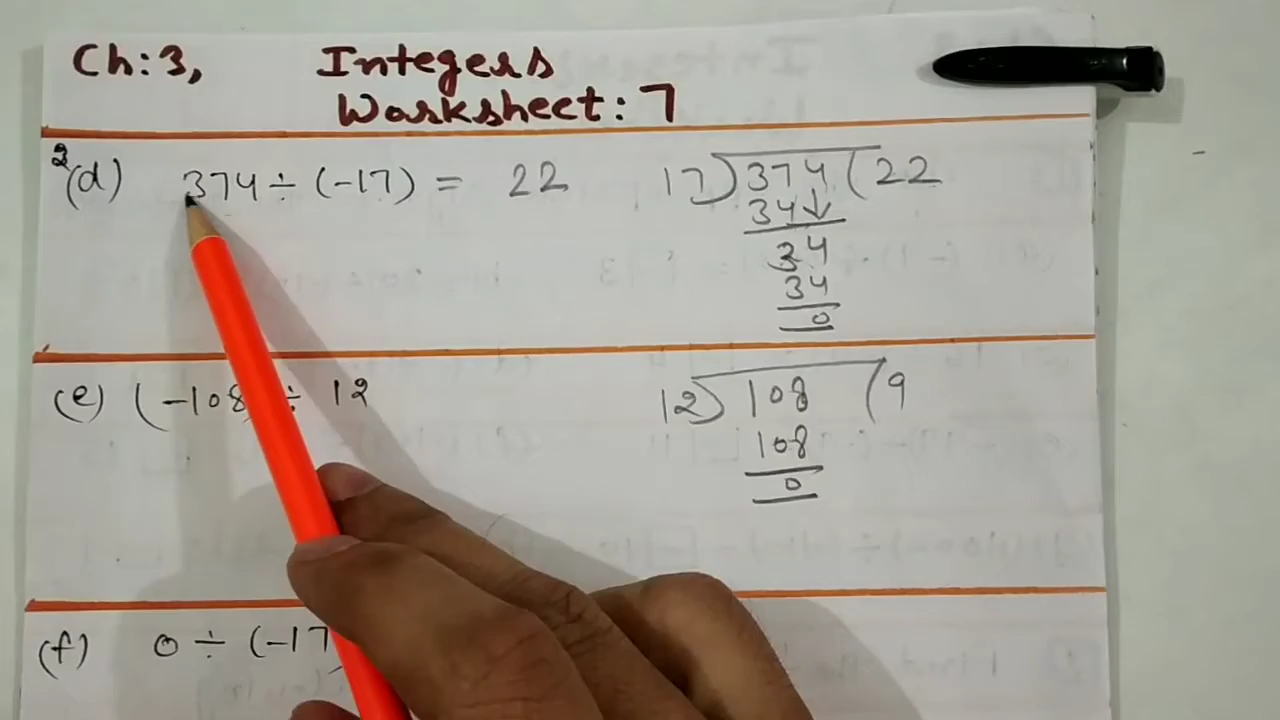 Ch:3, Integers
Worksheet:7
2(d) 374 ÷ (-17) = 22
17)374(22
34↓
34
34
0
(e) (-108) ÷ 12
12)108(9
108
0
(f) 0 ÷ (-17